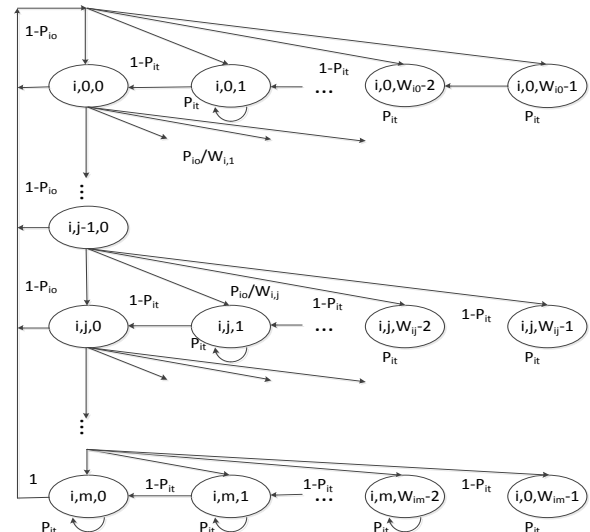 1-P_io
1-P_it 1-P_it
i,0,0 i,0,1 ... i,0,W_i0-2 i,0,W_i0-1
P_it P_it P_it
P_io/W_i,1
...
1-P_io
i,j-1,0
P_io/W_i,j
1-P_io 1-P_it 1-P_it 1-P_it
i,j,0 i,j,1 ... i,j,W_ij-2 i,j,W_ij-1
P_it P_it P_it
...
1 1-P_it 1-P_it 1-P_it
i,m,0 i,m,1 ... i,m,W_im-2 i,0,W_im-1
P_it P_it P_it